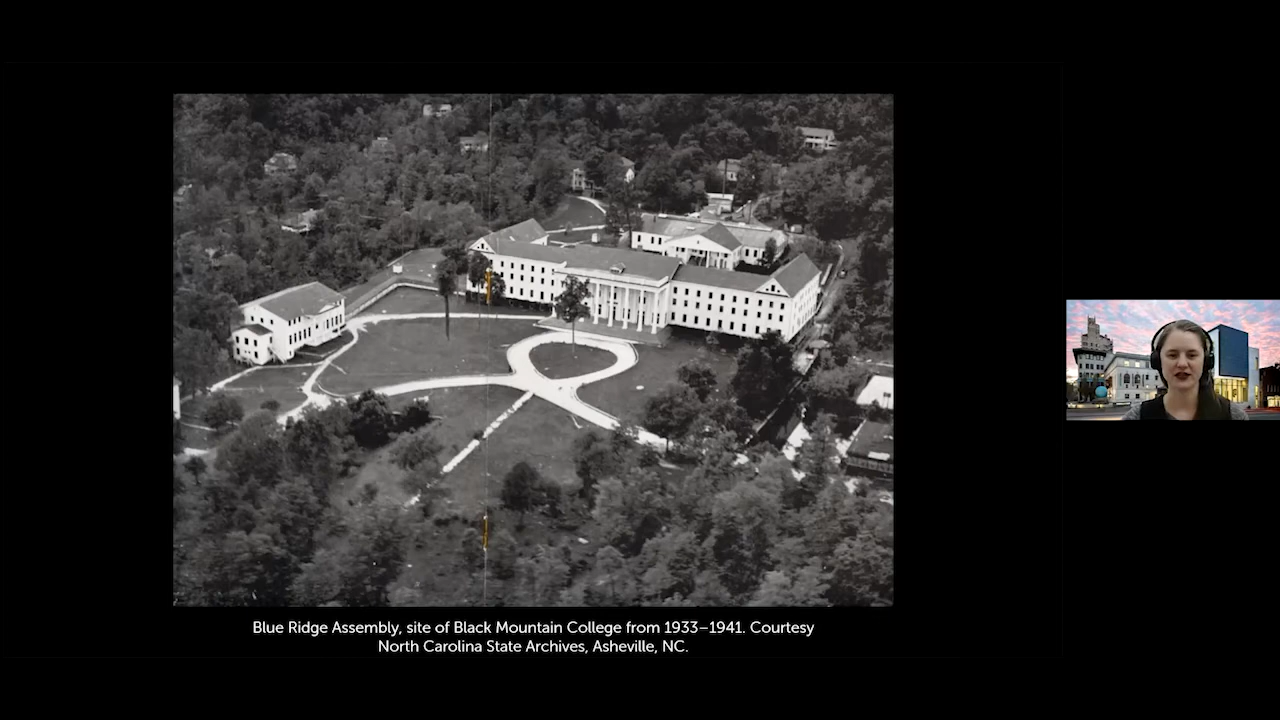 Blue Ridge Assembly, site of Black Mountain College from 1933–1941. Courtesy
North Carolina State Archives, Asheville, NC.